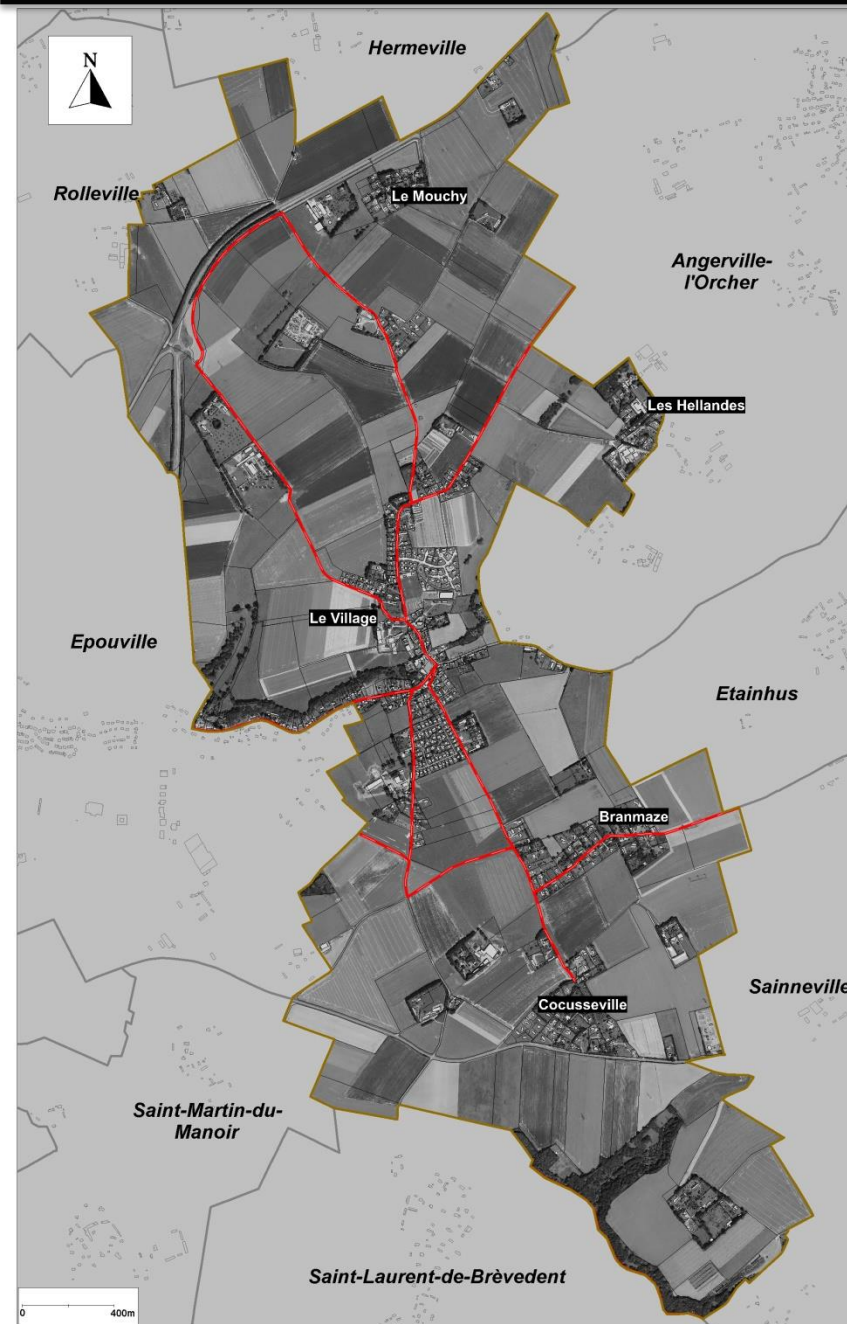 N
Hermeville
Rolleville
Le Mouchy
Angerville-
l'Orcher
Les Hellandes
Le Village
Epouville
Etainhus
Branmaze
Sainneville
Cocusseville
Saint-Martin-du-
Manoir
Saint-Laurent-de-Brèvedent
0 400m